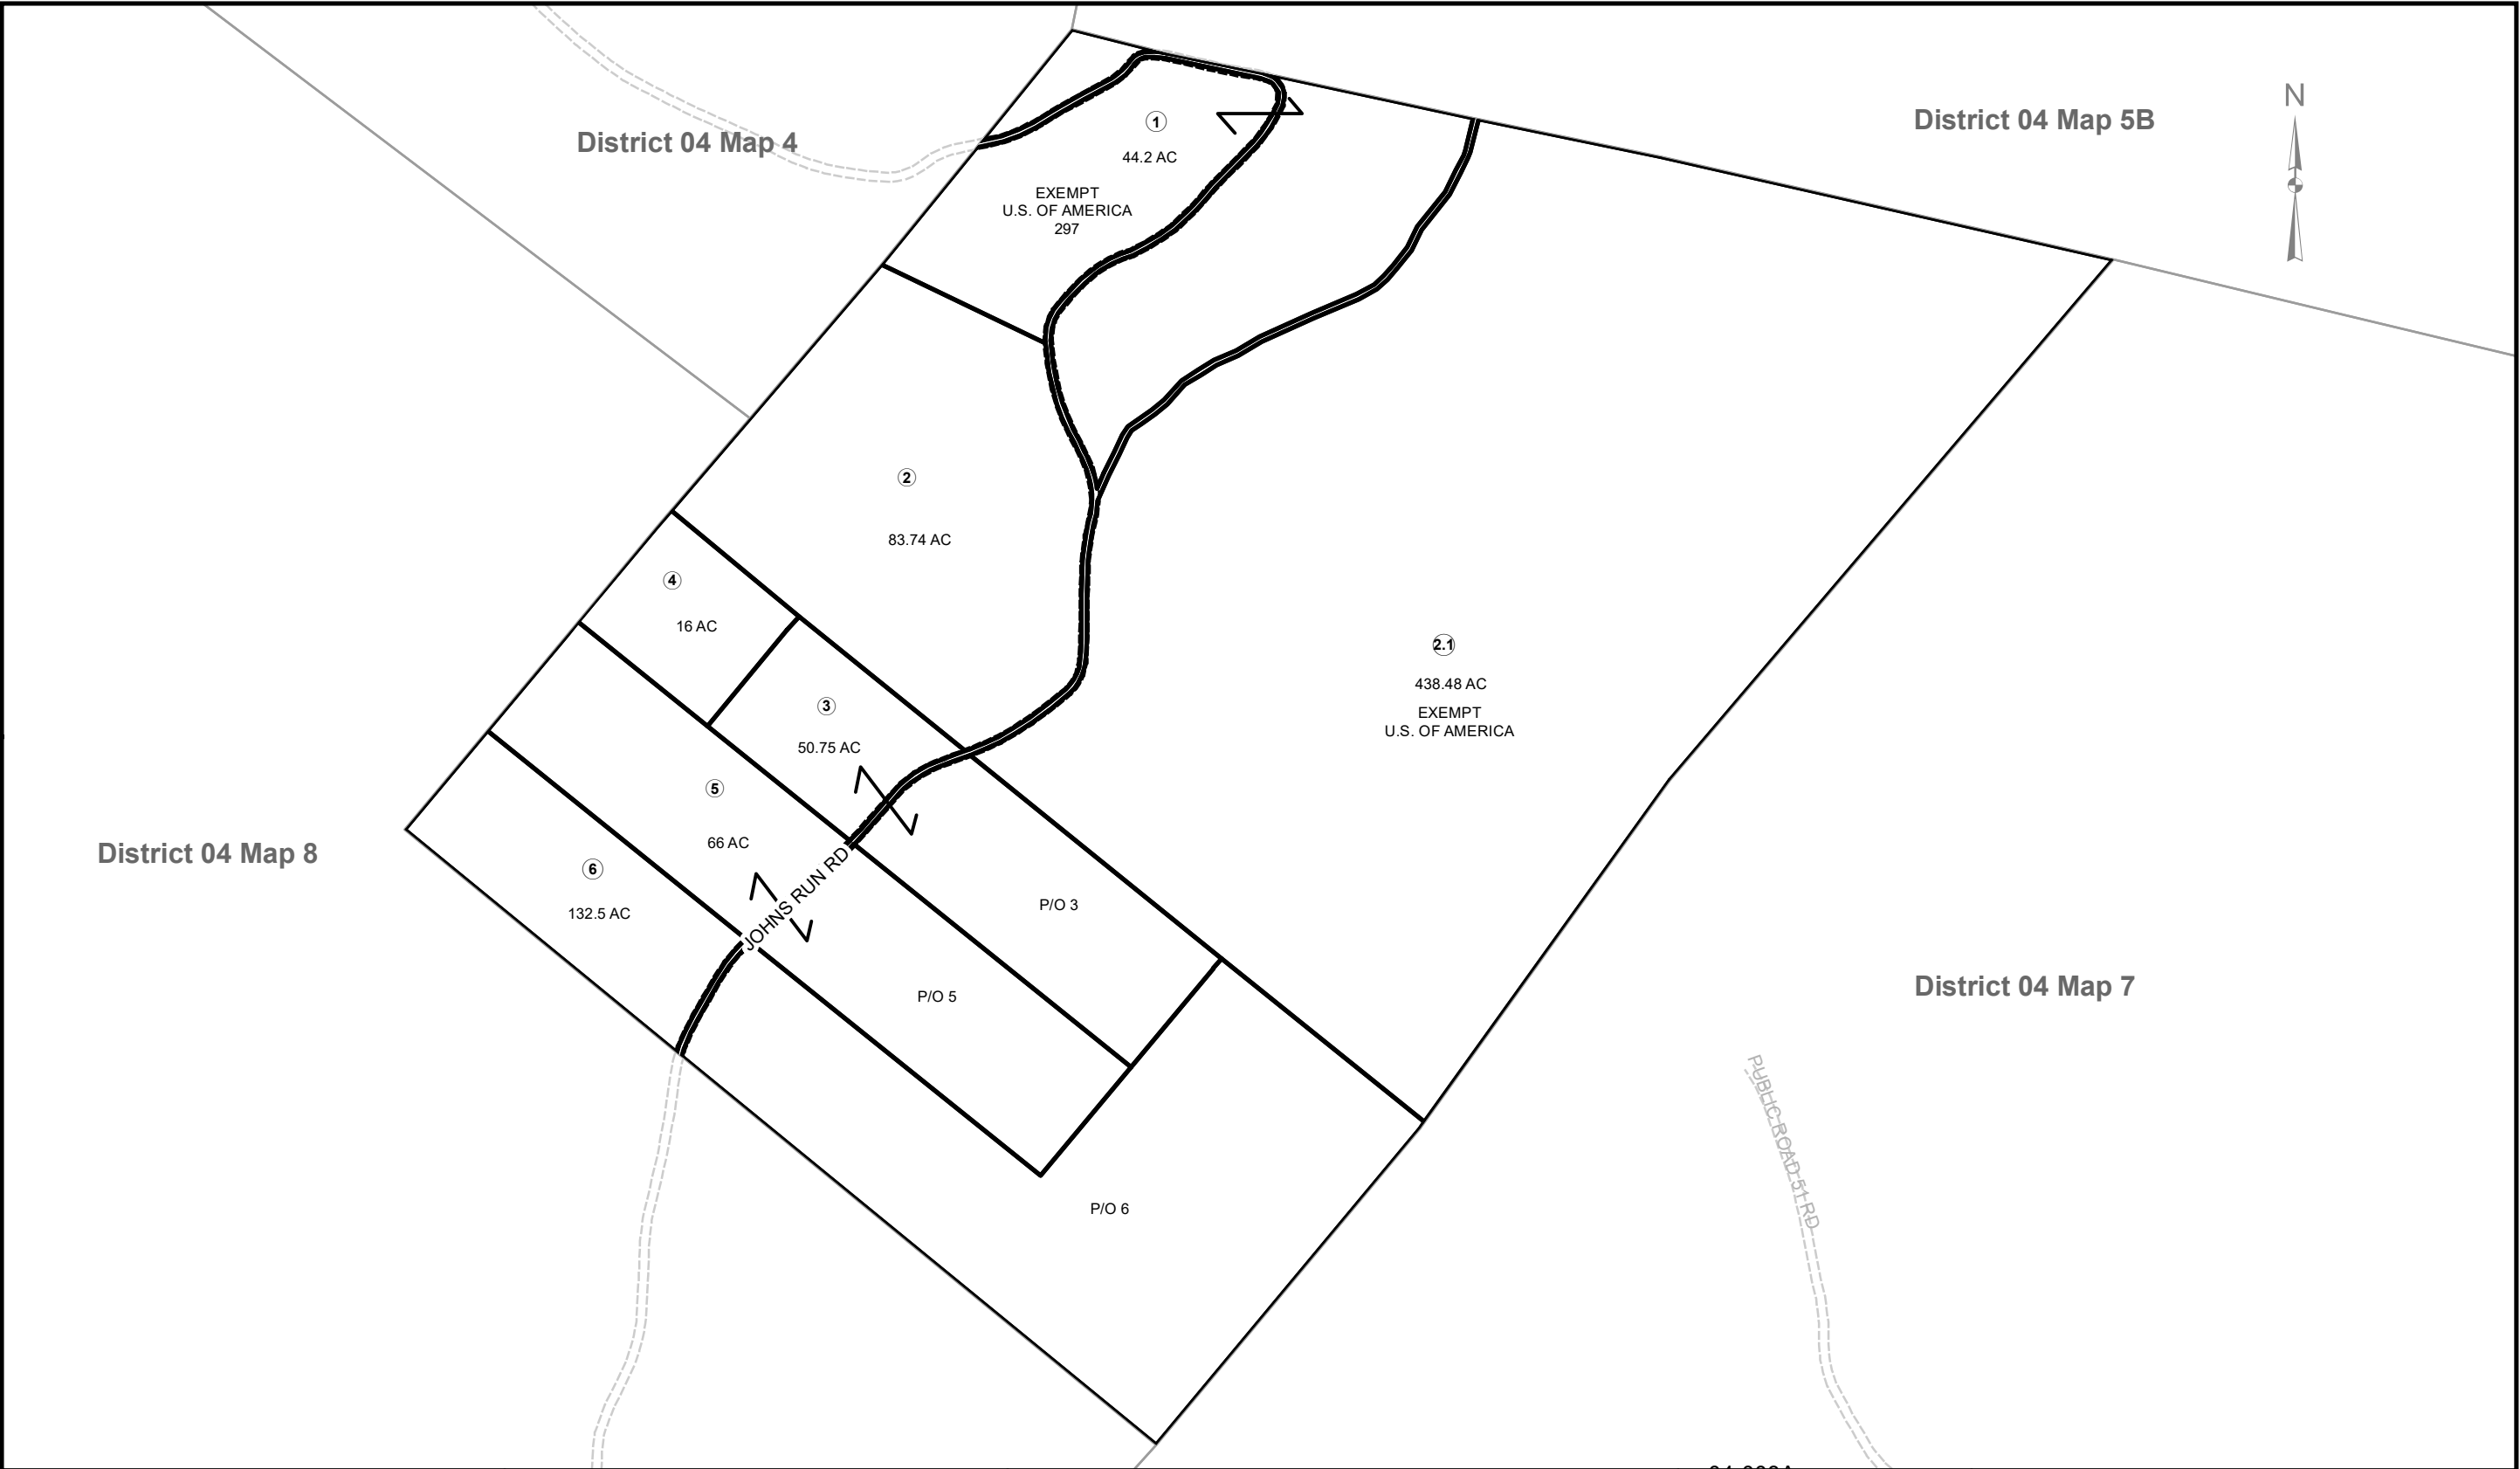 N
District 04 Map 5B
District 04 Map 4
1
44.2 AC
EXEMPT
U.S. OF AMERICA
297
2
83.74 AC
4
16 AC
2.1
438.48 AC
EXEMPT
U.S. OF AMERICA
3
50.75 AC
5
66 AC
District 04 Map 8
6
132.5 AC
JOHNS RUN RD
P/O 3
P/O 5
District 04 Map 7
PUBLIC ROAD 51 RD
P/O 6